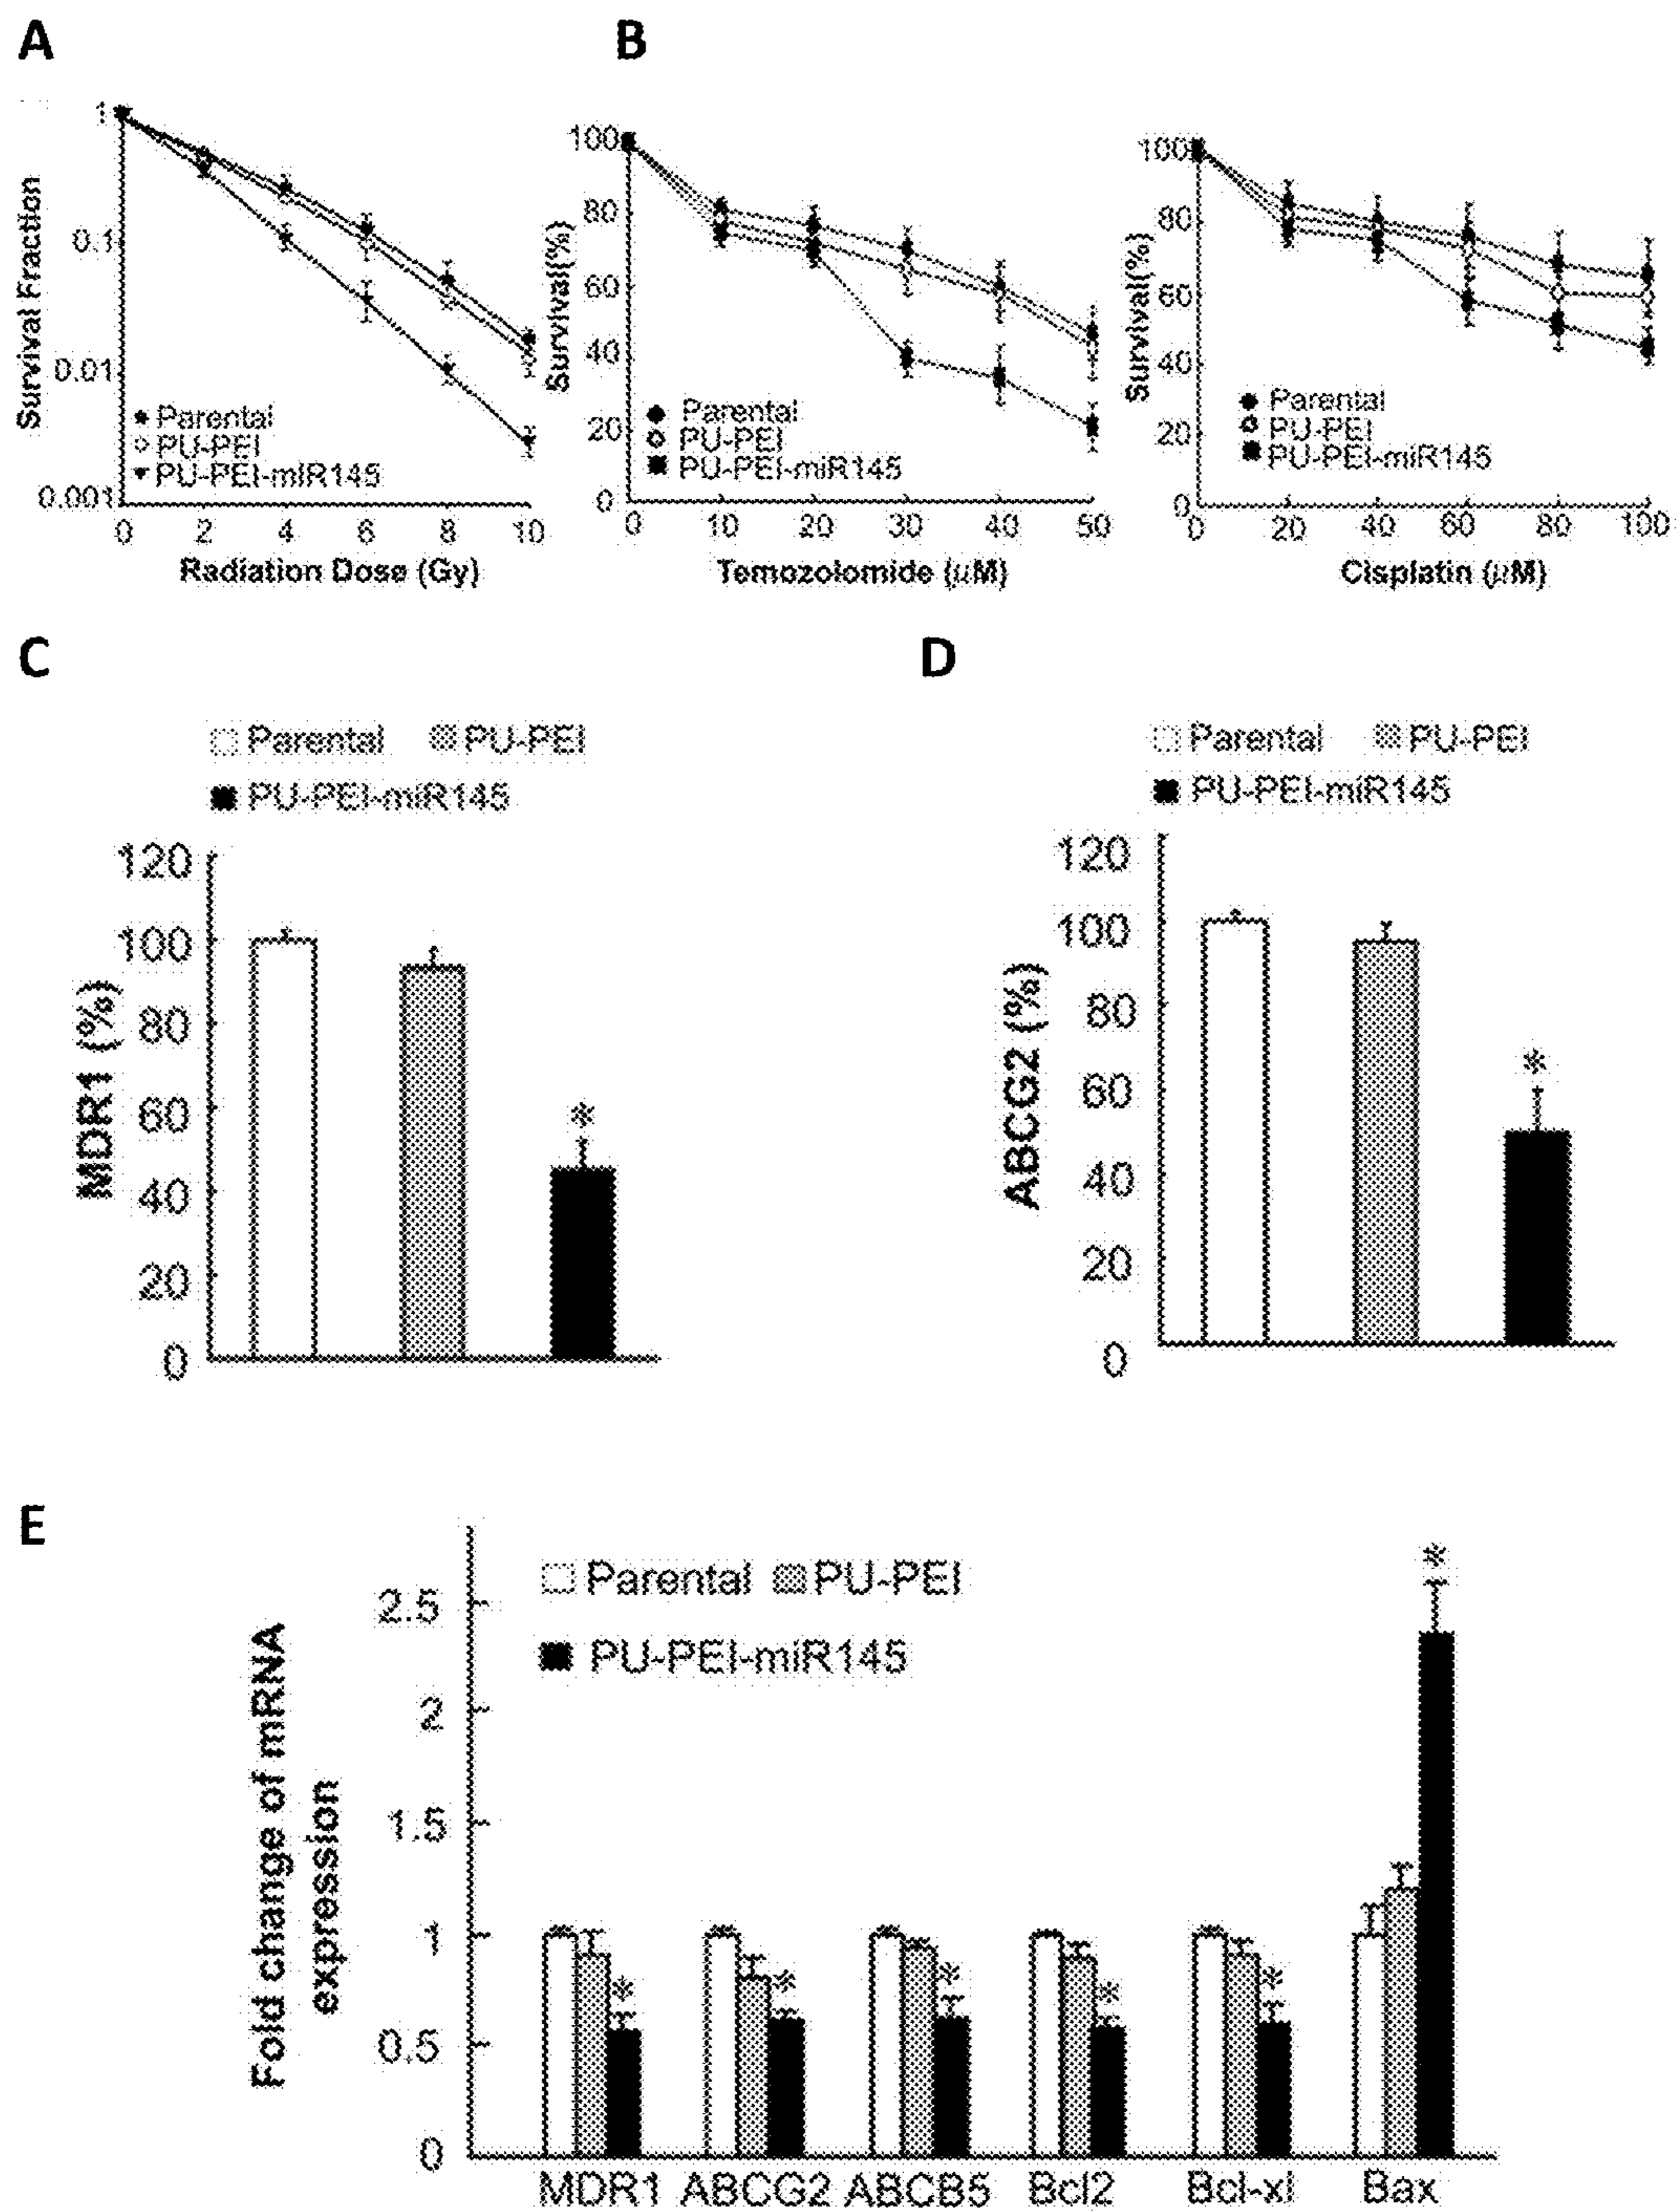 A
B
Survival Fraction
1
0.1
0.01
0.001
Parental
PU-PEI
PU-PEI-miR145
0 2 4 6 8 10
Radiation Dose (Gy)
Survival(%)
100
80
60
40
20
0
Parental
PU-PEI
PU-PEI-miR145
0 10 20 30 40 50
Temozolomide (μM)
Survival(%)
100
80
60
40
20
0
Parental
PU-PEI
PU-PEI-miR145
0 20 40 60 80 100
Cisplatin (μM)
C
Parental PU-PEI
PU-PEI-miR145
MDR1 (%)
120
100
80
60
*
40
20
0
D
Parental PU-PEI
PU-PEI-miR145
ABCG2 (%)
120
100
80
60
*
40
20
0
E
Parental PU-PEI
PU-PEI-miR145
Fold change of mRNA
expression
2.5
2
1.5
1
0.5
0
* * * * * *
MDR1 ABCG2 ABCB5 Bcl2 Bcl-xl Bax